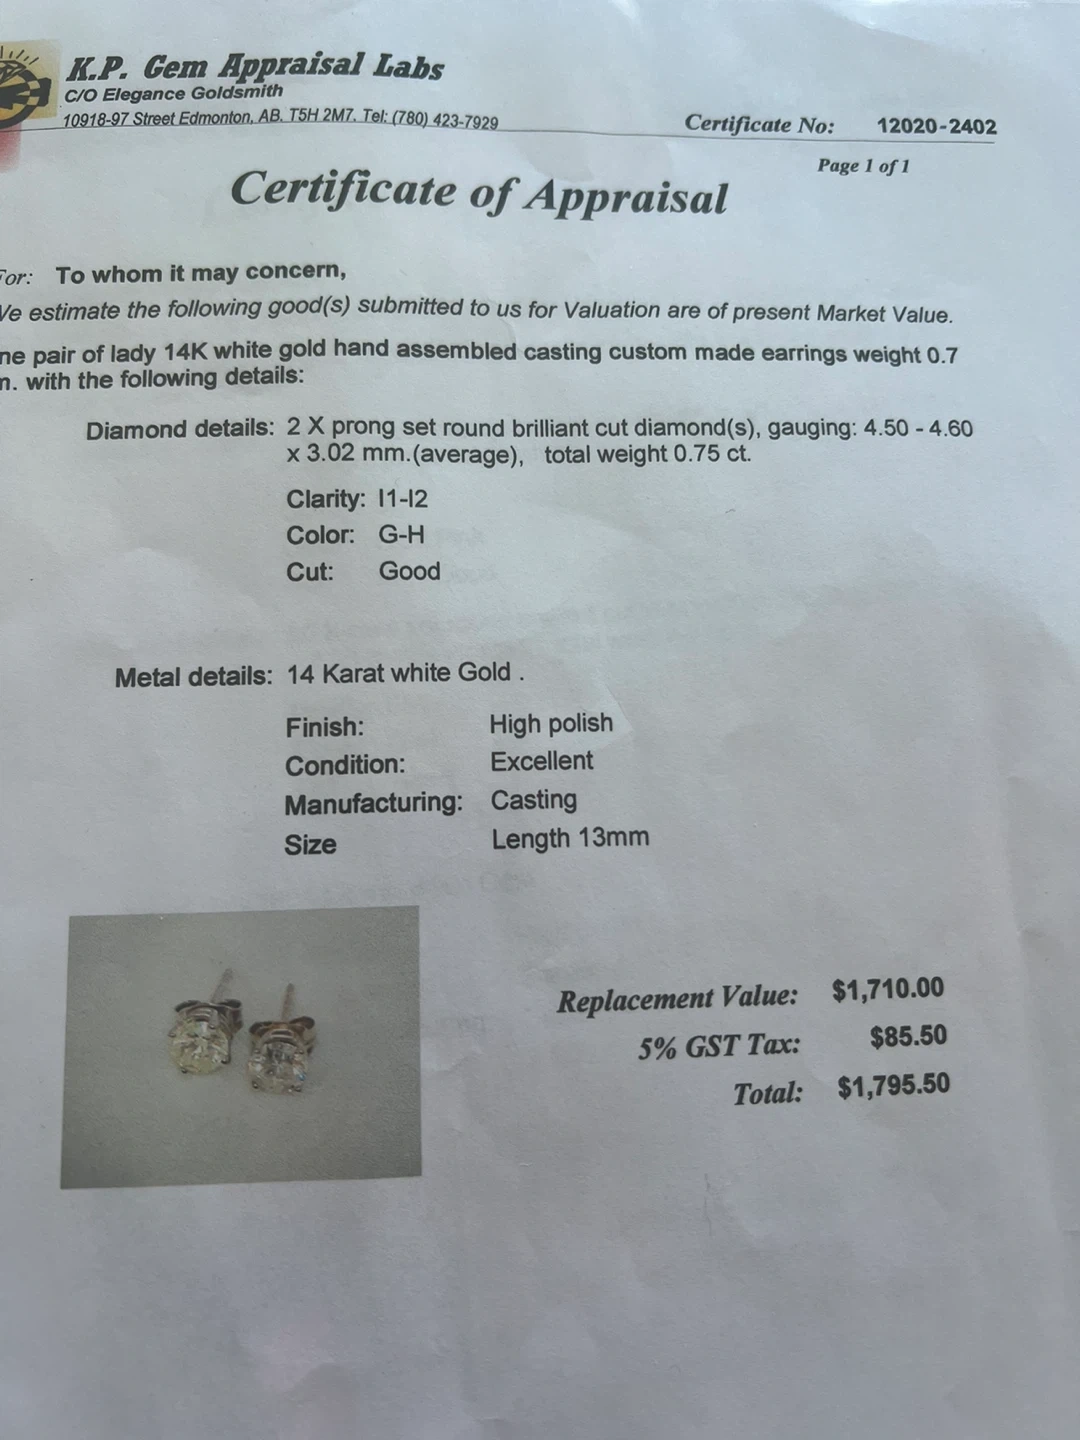 K.P. Gem Appraisal Labs
C/O Elegance Goldsmith
10918-97 Street Edmonton, AB. T5H 2M7. Tel: (780) 423-7929
Certificate No: 12020-2402
Page 1 of 1
Certificate of Appraisal
For: To whom it may concern,
We estimate the following good(s) submitted to us for Valuation are of present Market Value.
ne pair of lady 14K white gold hand assembled casting custom made earrings weight 0.7
m. with the following details:
Diamond details: 2 X prong set round brilliant cut diamond(s), gauging: 4.50 - 4.60
x 3.02 mm.(average), total weight 0.75 ct.
Clarity: I1-I2
Color: G-H
Cut: Good
Metal details: 14 Karat white Gold .
Finish: High polish
Condition: Excellent
Manufacturing: Casting
Size Length 13mm
Replacement Value: $1,710.00
5% GST Tax: $85.50
Total: $1,795.50